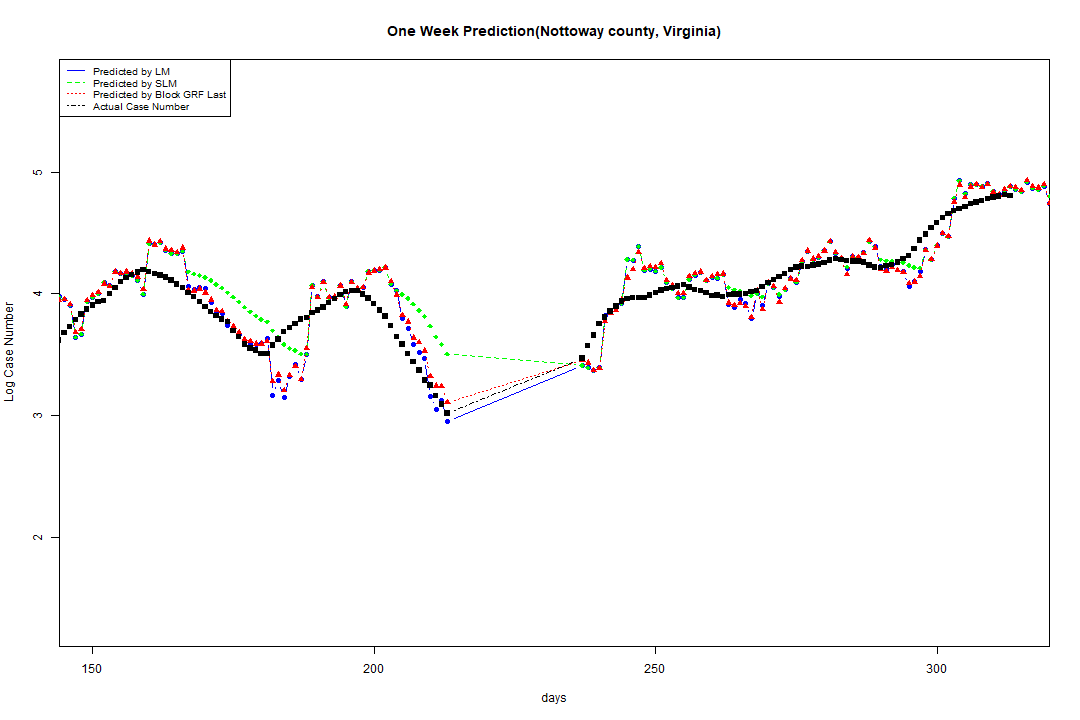 One Week Prediction(Nottoway county, Virginia)
Predicted by LM
Predicted by SLM
Predicted by Block GRF Last
Actual Case Number
5
4
3
2
Log Case Number
150
200
250
300
days